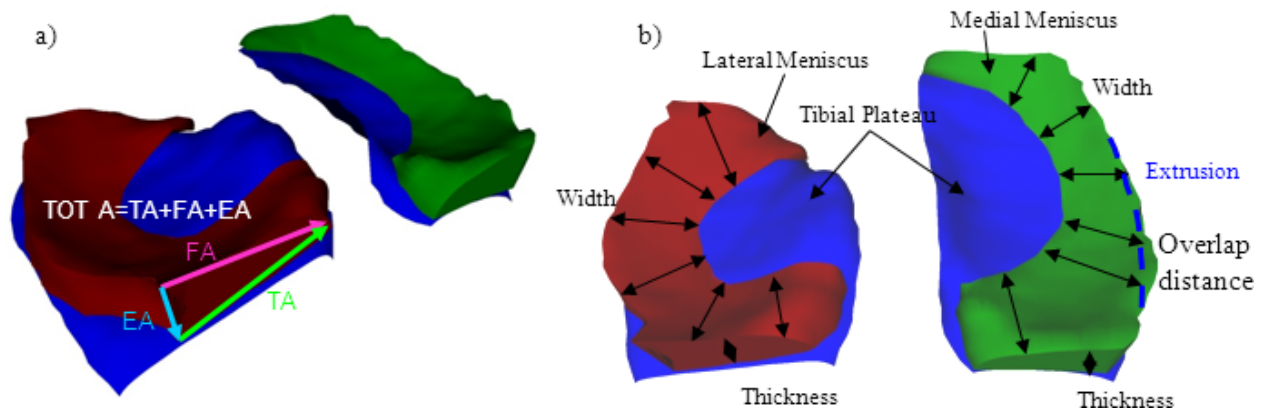 a)
TOT A=TA+FA+EA
FA
EA
TA
b)
Medial Meniscus
Lateral Meniscus
Width
Tibial Plateau
Extrusion
Width
Overlap
distance
Thickness
Thickness